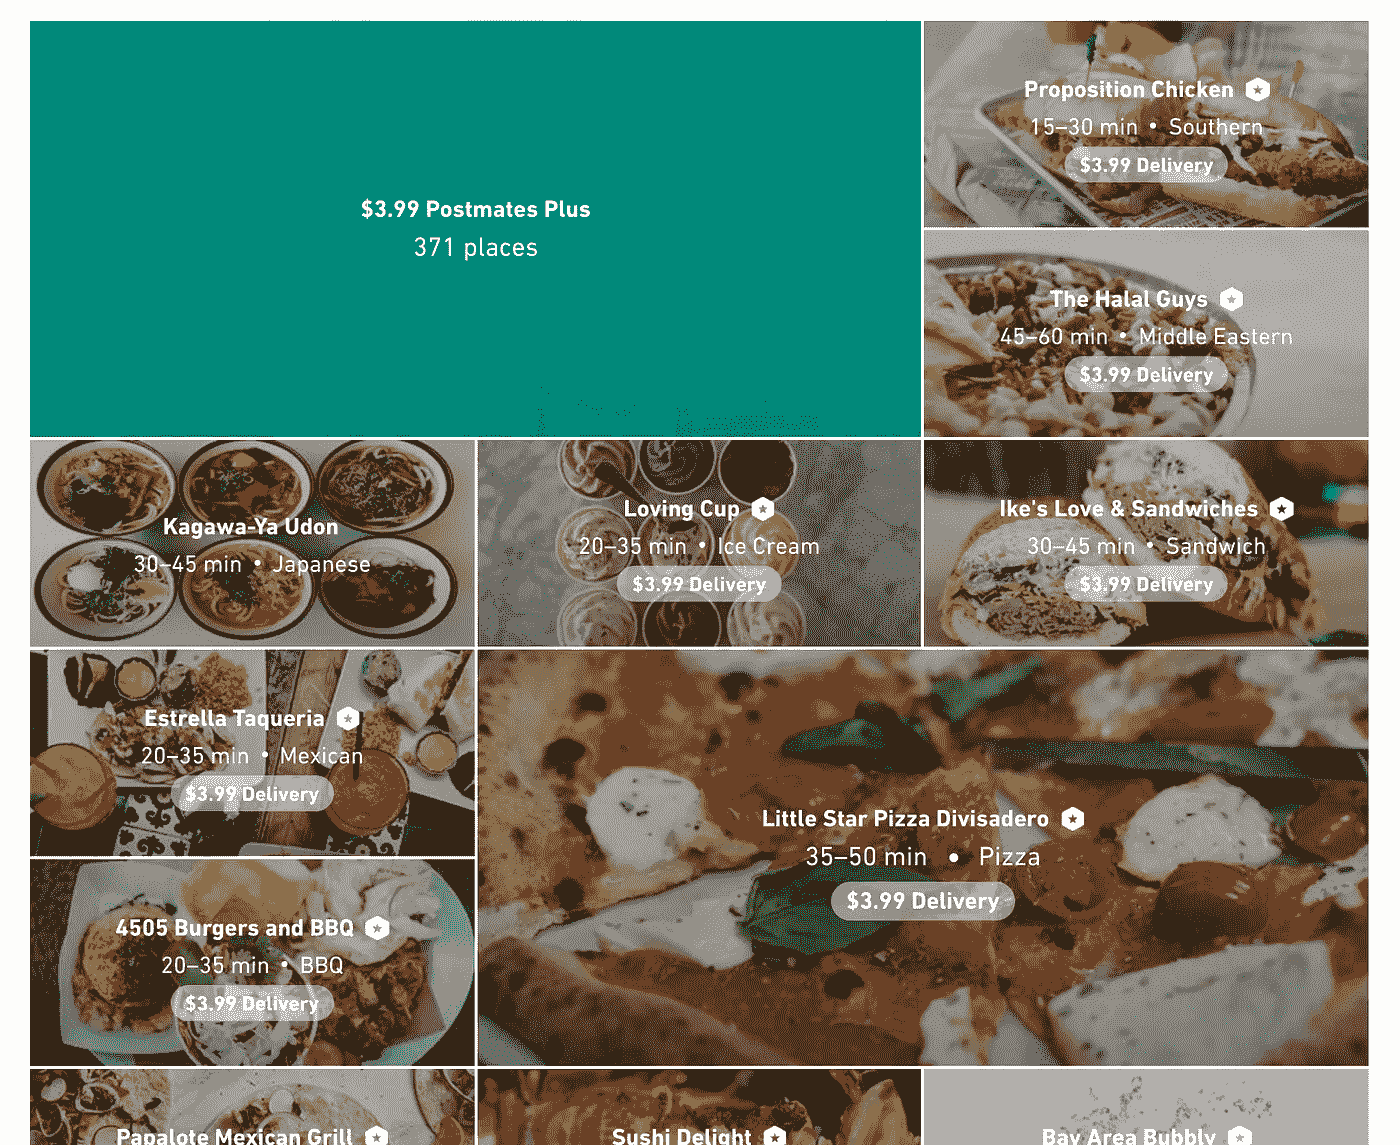 $3.99 Postmates Plus
371 places
Proposition Chicken
15–30 min • Southern
$3.99 Delivery
The Halal Guys
45–60 min • Middle Eastern
$3.99 Delivery
Kagawa-Ya Udon
30–45 min • Japanese
Loving Cup
20–35 min • Ice Cream
$3.99 Delivery
Ike's Love & Sandwiches
30–45 min • Sandwich
$3.99 Delivery
Estrella Taqueria
20–35 min • Mexican
$3.99 Delivery
Little Star Pizza Divisadero
35–50 min • Pizza
$3.99 Delivery
4505 Burgers and BBQ
20–35 min • BBQ
$3.99 Delivery
Papalote Mexican Grill
Sushi Delight
Bay Area Bubbly